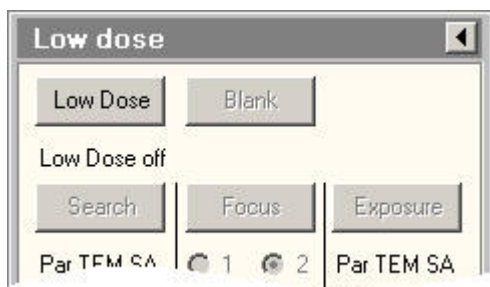 Low dose
Low Dose Blank
Low Dose off
Search Focus Exposure
Par TEM SA 1 2 Par TEM SA